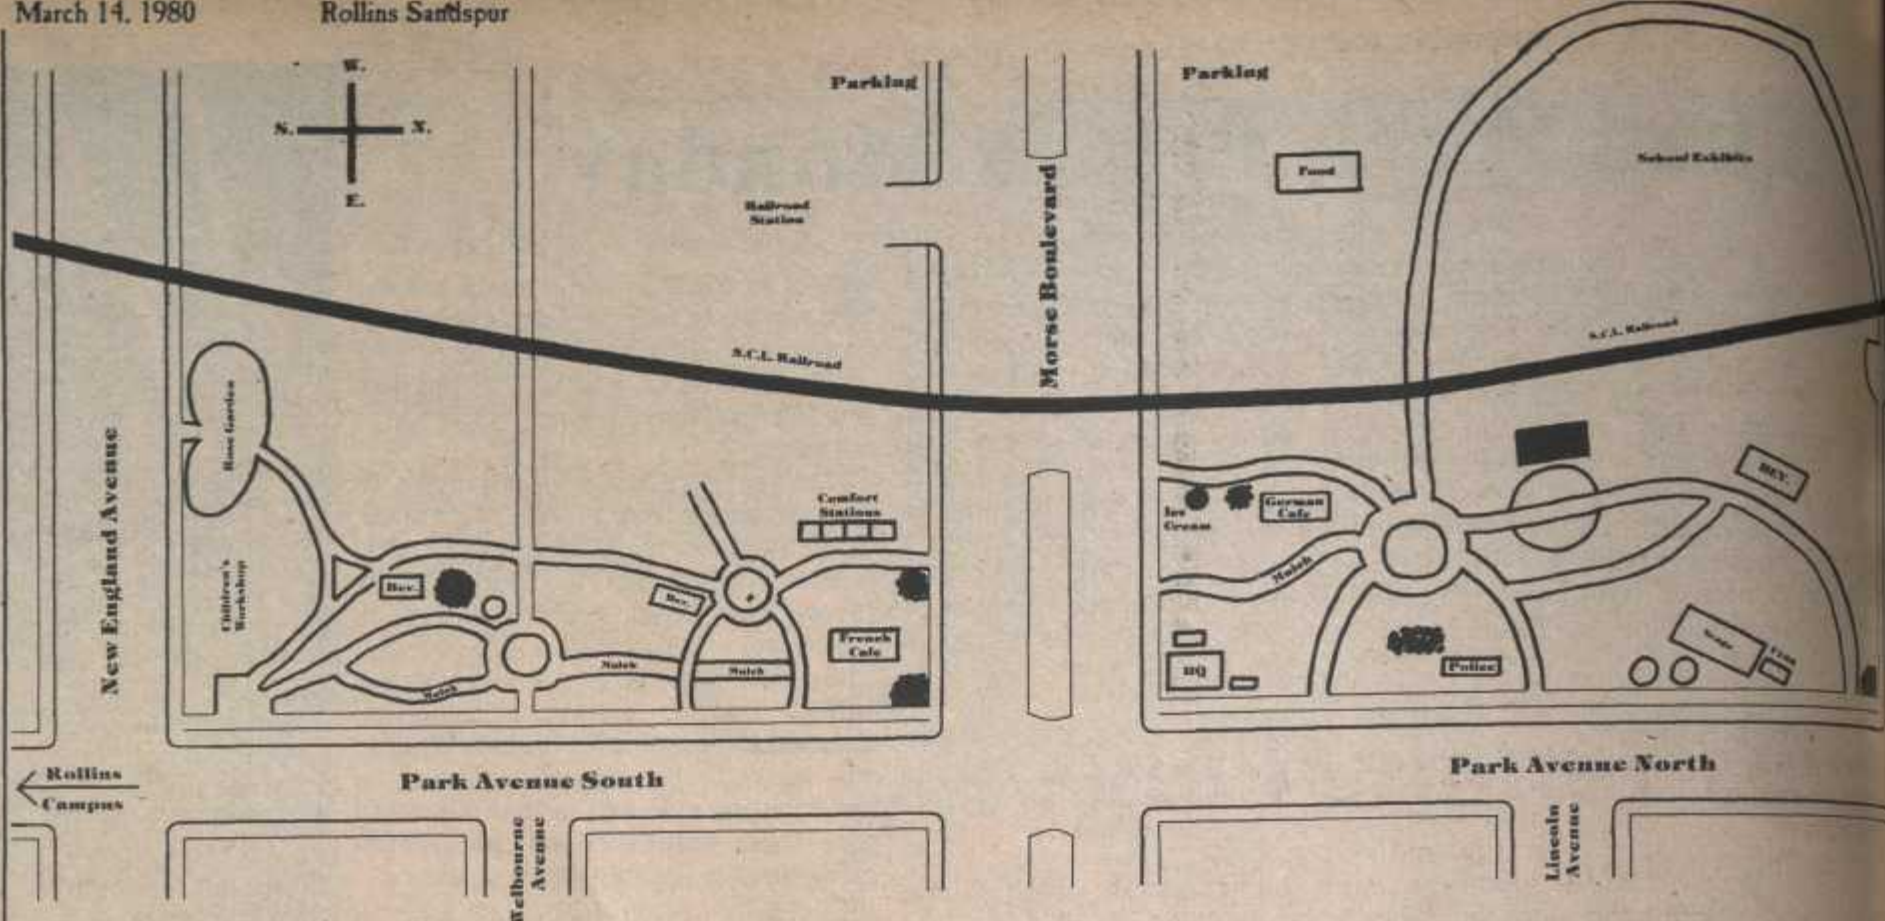 March 14, 1980
Rollins Sandspur
W.
S.
N.
E.
Parking
Parking
Food
School Exhibits
Railroad
Station
Morse Boulevard
S.C.L. Railroad
S.C.L. Railroad
Rose Garden
New England Avenue
Children's
Workshop
Comfort
Stations
Bev.
Bev.
French
Cafe
Mulch
Mulch
Mulch
Ice
Cream
German
Cafe
Mulch
BEV.
HQ
Police
Stage
Rollins
Campus
Park Avenue South
Park Avenue North
Welbourne
Avenue
Lincoln
Avenue